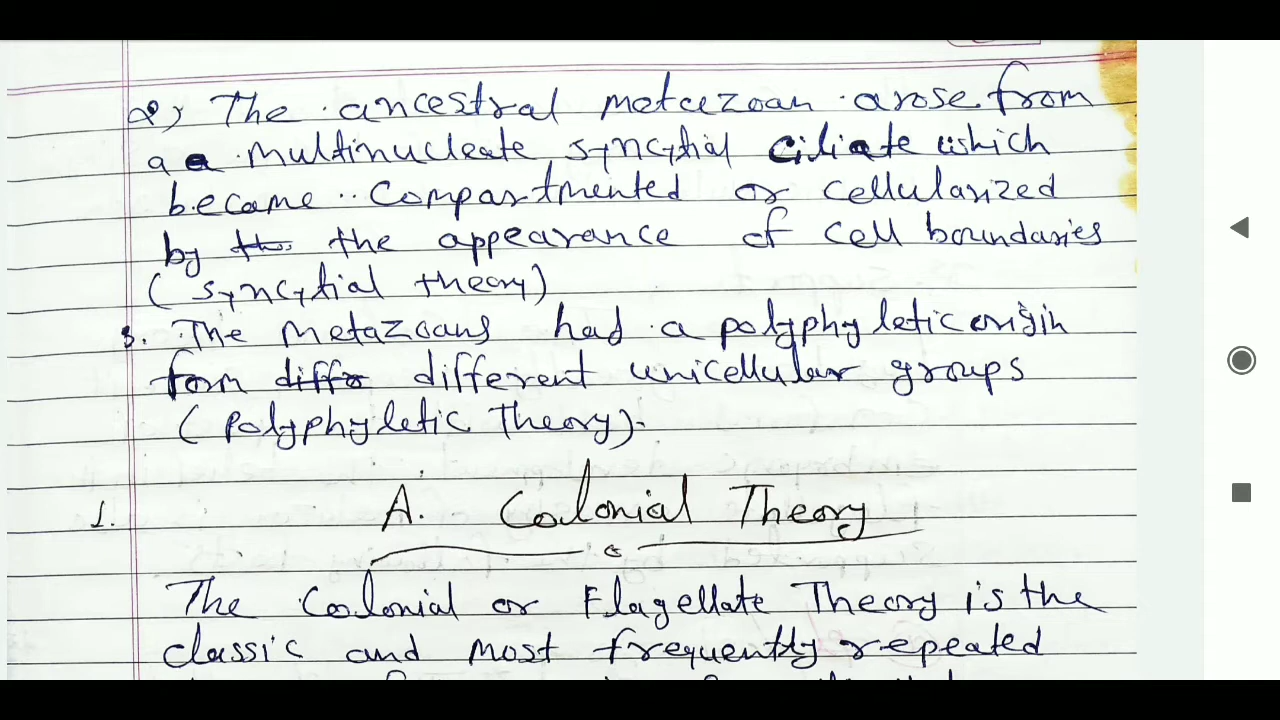 2, The ancestral metazoan arose from
a multinucleate syncytial ciliate which
became compartmented or cellularized
by the appearance of cell boundaries
(syncytial theory)
3. The metazoans had a polyphyletic origin
form different unicellular groups
(Polyphyletic Theory).
1. A. Colonial Theory
The Colonial or Flagellate Theory is the
classic and most frequently repeated